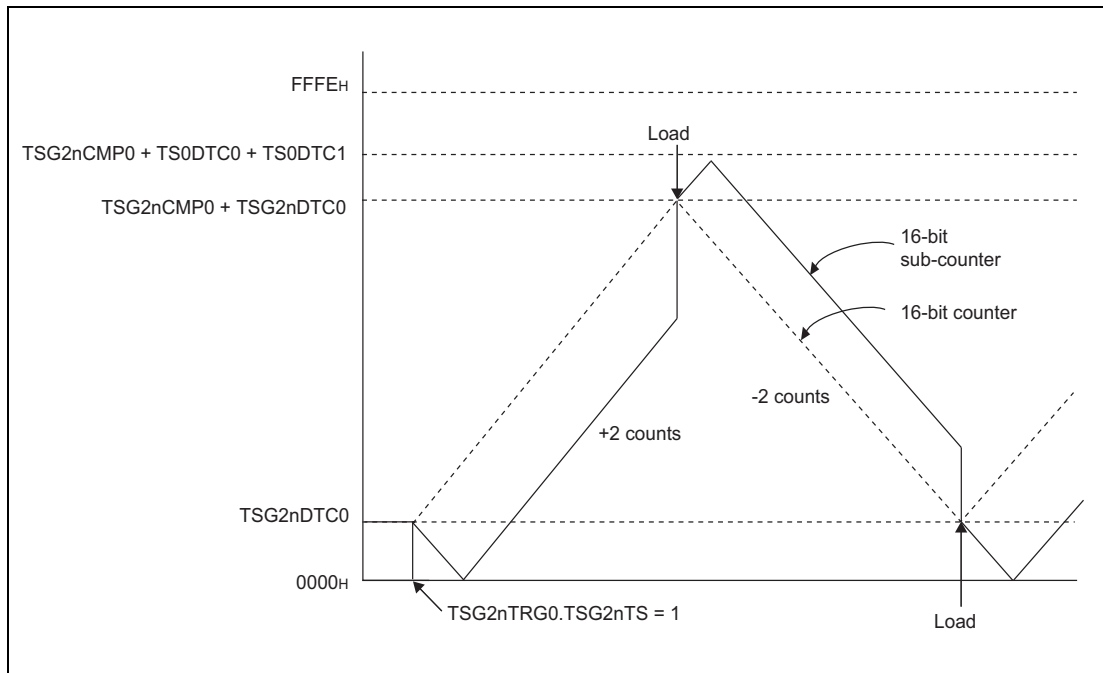 FFFEH
Load
TSG2nCMP0 + TS0DTC0 + TS0DTC1
TSG2nCMP0 + TSG2nDTC0
16-bit
sub-counter
16-bit counter
-2 counts
+2 counts
TSG2nDTC0
0000H
TSG2nTRG0.TSG2nTS = 1
Load